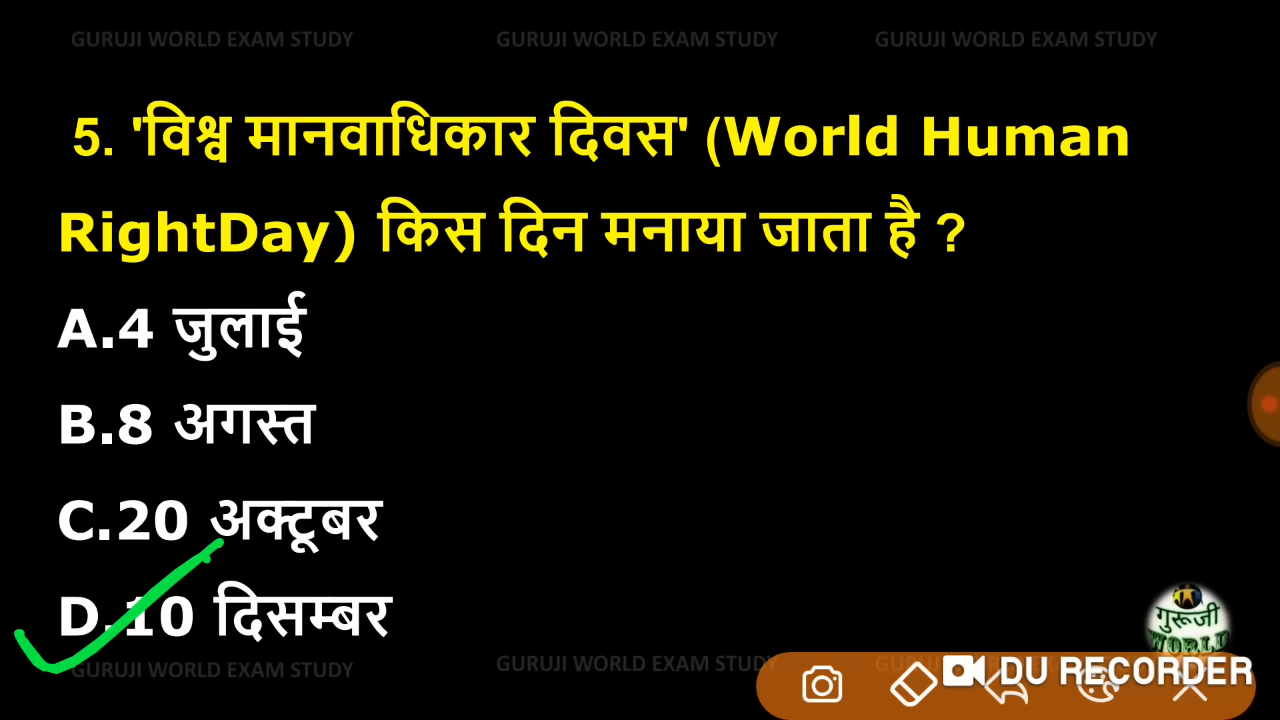 GURUJI WORLD EXAM STUDY GURUJI WORLD EXAM STUDY GURUJI WORLD EXAM STUDY
5. 'विश्व मानवाधिकार दिवस' (World Human
RightDay) किस दिन मनाया जाता है ?
A.4 जुलाई
B.8 अगस्त
C.20 अक्टूबर
D.10 दिसम्बर
गुरूजी
WORLD
GURUJI WORLD EXAM STUDY GURUJI WORLD EXAM STUDY
DU RECORDER